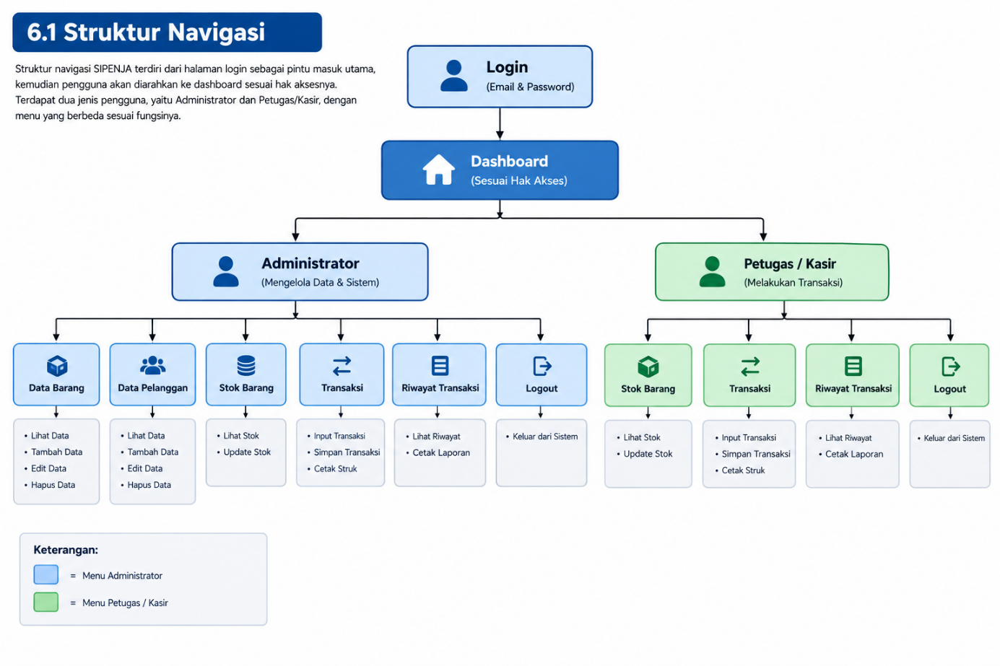 6.1 Struktur Navigasi
Struktur navigasi SIPENJA terdiri dari halaman login sebagai pintu masuk utama,
kemudian pengguna akan diarahkan ke dashboard sesuai hak aksesnya.
Terdapat dua jenis pengguna, yaitu Administrator dan Petugas/Kasir, dengan
menu yang berbeda sesuai fungsinya.
Login
(Email & Password)
Dashboard
(Sesuai Hak Akses)
Administrator
(Mengelola Data & Sistem)
Petugas / Kasir
(Melakukan Transaksi)
Data Barang
• Lihat Data
• Tambah Data
• Edit Data
• Hapus Data
Data Pelanggan
• Lihat Data
• Tambah Data
• Edit Data
• Hapus Data
Stok Barang
• Lihat Stok
• Update Stok
Transaksi
• Input Transaksi
• Simpan Transaksi
• Cetak Struk
Riwayat Transaksi
• Lihat Riwayat
• Cetak Laporan
Logout
• Keluar dari Sistem
Stok Barang
• Lihat Stok
• Update Stok
Transaksi
• Input Transaksi
• Simpan Transaksi
• Cetak Struk
Riwayat Transaksi
• Lihat Riwayat
• Cetak Laporan
Logout
• Keluar dari Sistem
Keterangan:
= Menu Administrator
= Menu Petugas / Kasir